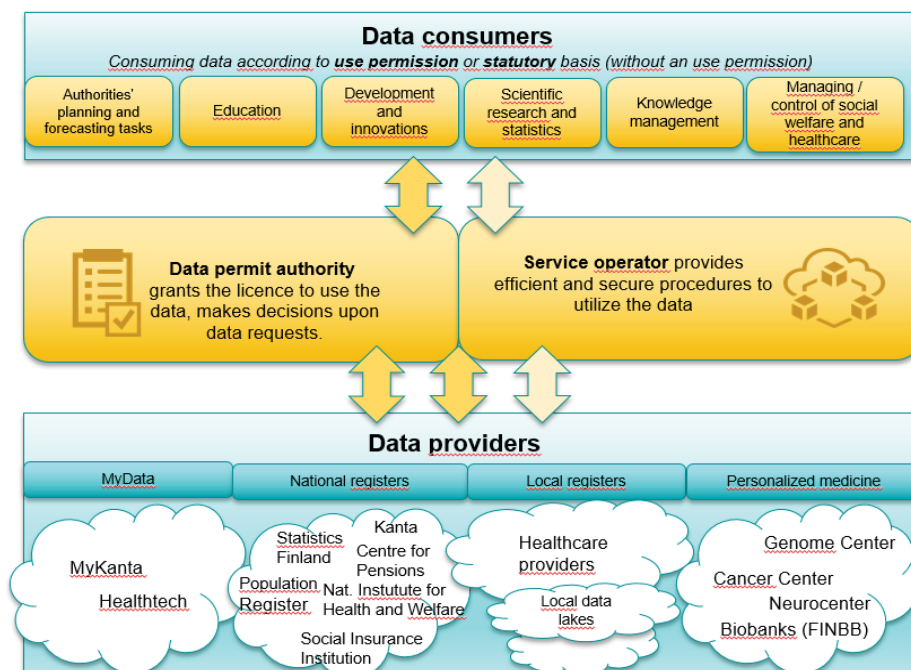 Data consumers
Consuming data according to use permission or statutory basis (without an use permission)
Authorities'
planning and
forecasting tasks
Education
Development
and
innovations
Scientific
research and
statistics
Knowledge
management
Managing /
control of social
welfare and
healthcare
Data permit authority
grants the licence to use the
data, makes decisions upon
data requests.
Service operator provides
efficient and secure procedures to
utilize the data
Data providers
MyData
National registers
Local registers
Personalized medicine
MyKanta
Healthtech
Kanta
Statistics
Finland
Centre for
Pensions
Population
Register
Nat. Instutute for
Health and Welfare
Social Insurance
Institution
Healthcare
providers
Local data
lakes
Genome Center
Cancer Center
Neurocenter
Biobanks (FINBB)